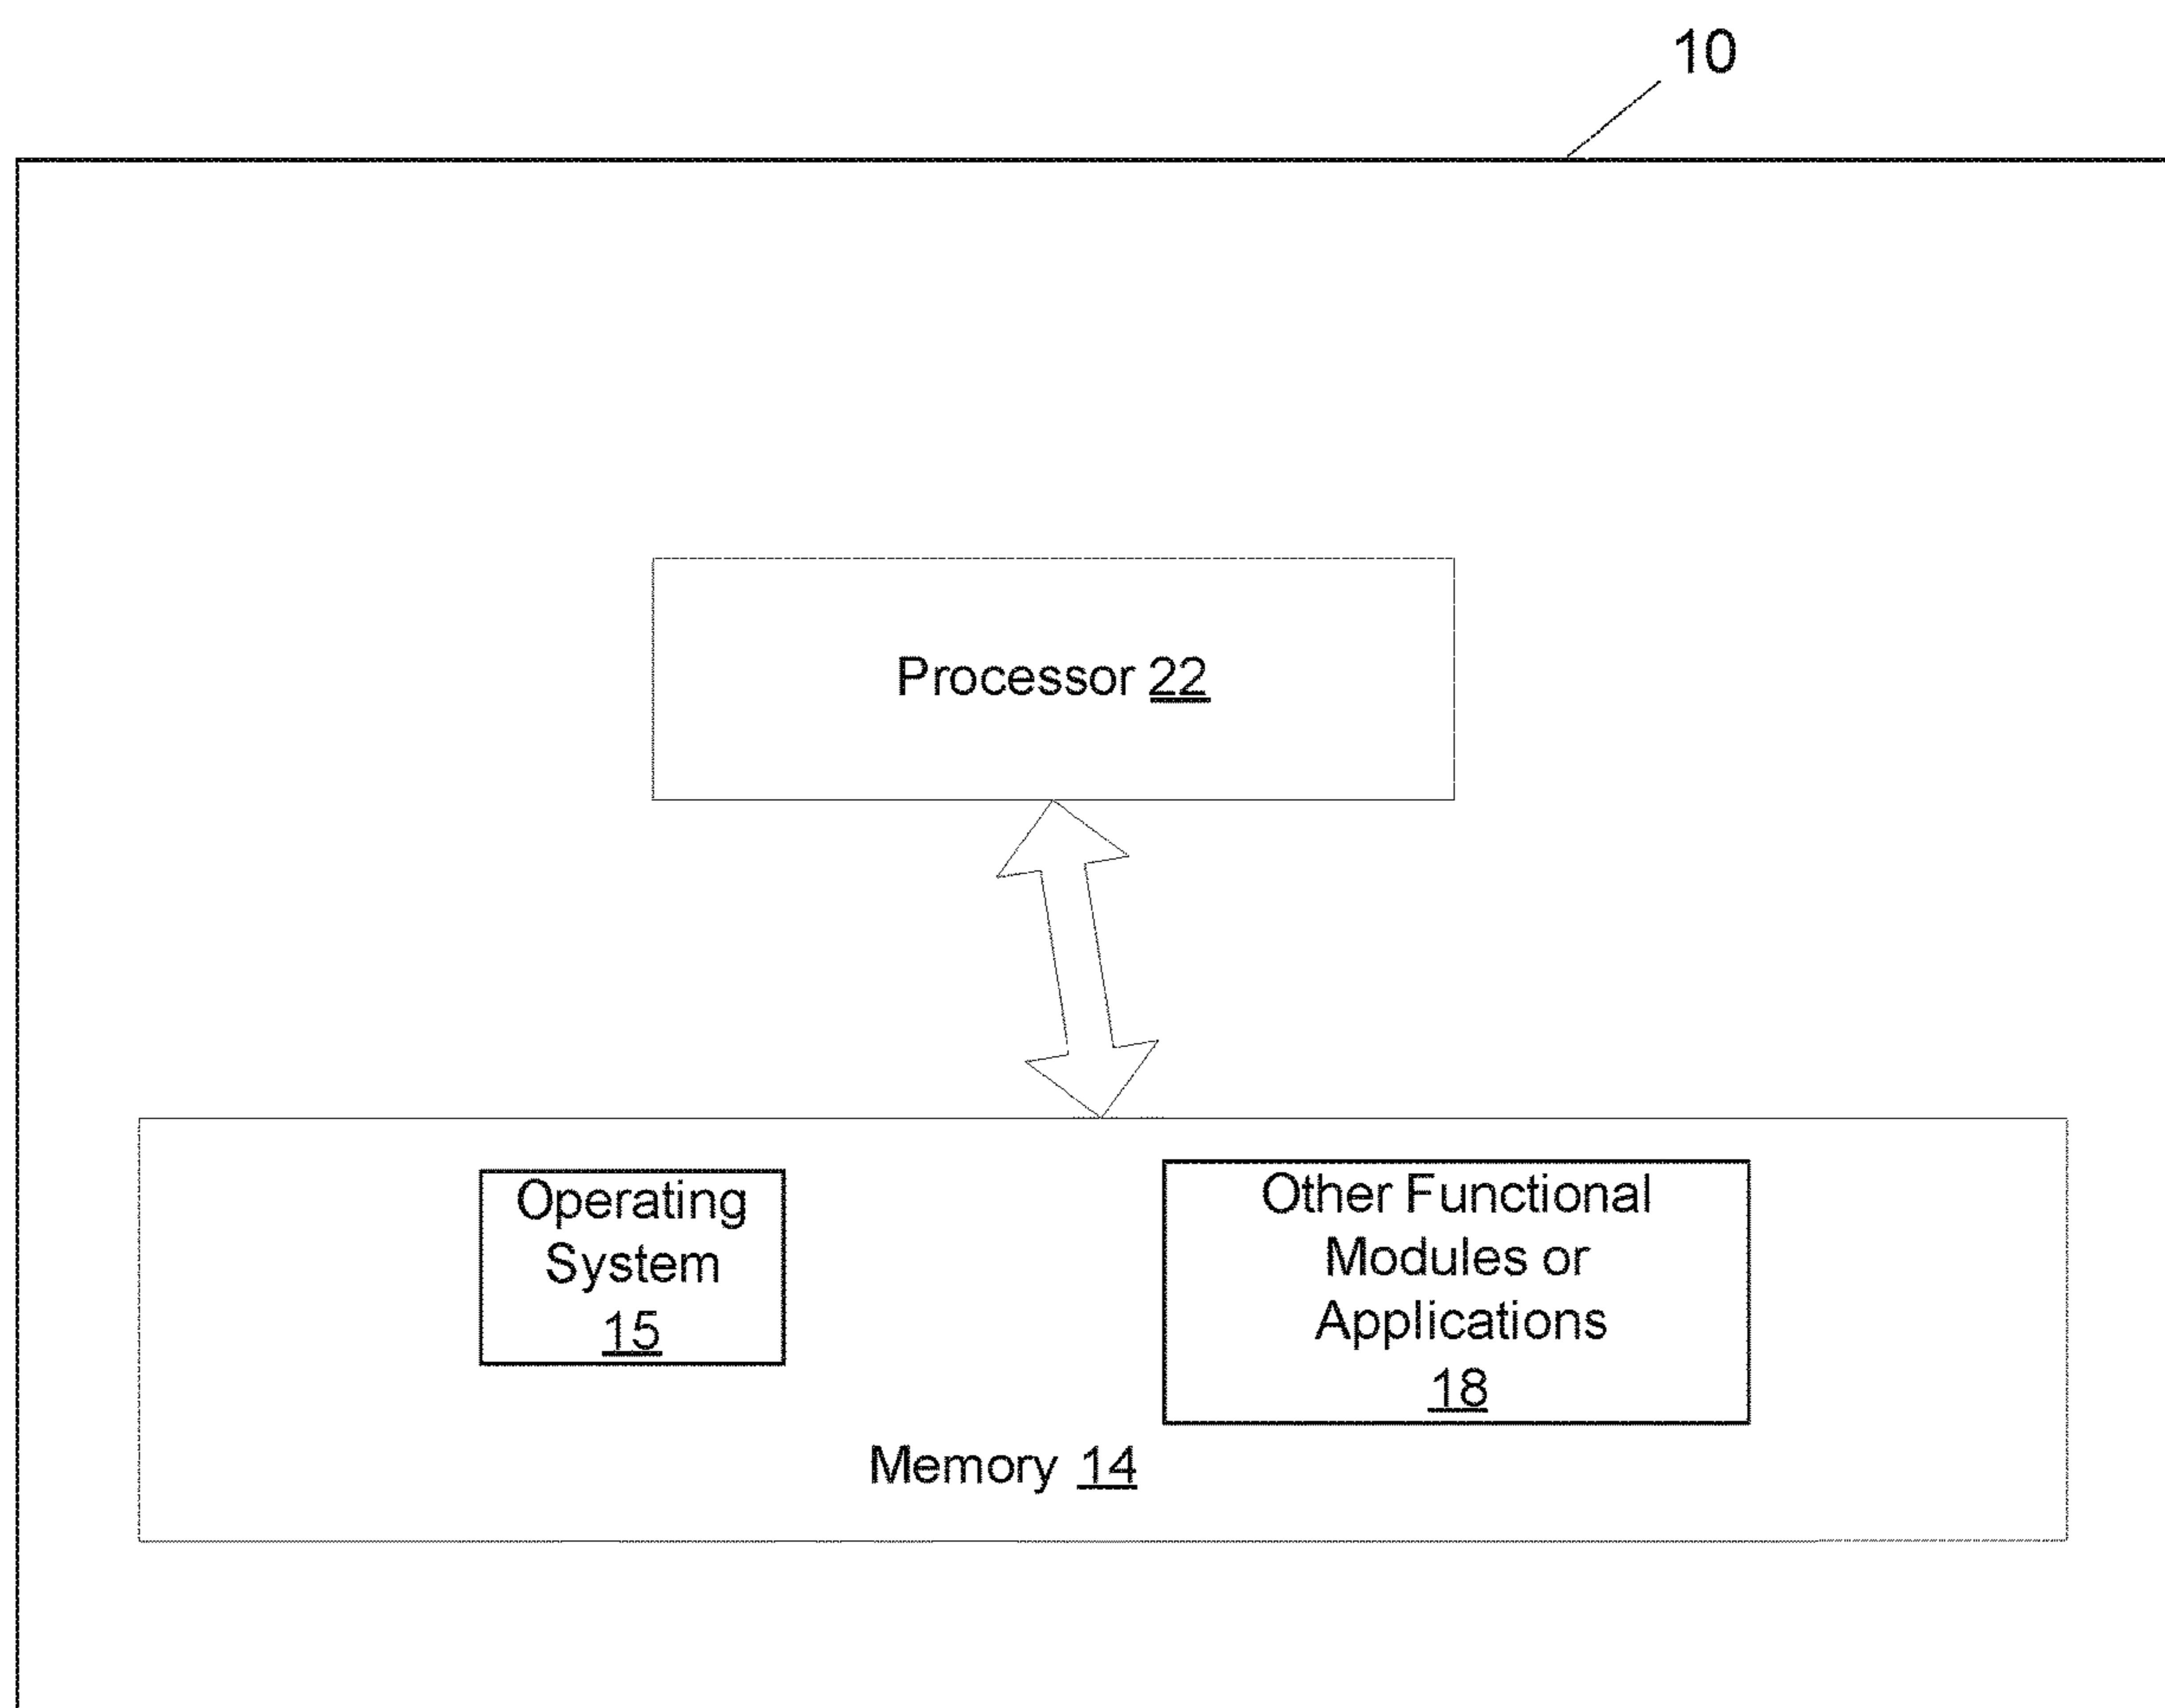 10
Processor 22
Operating
System
15
Other Functional
Modules or
Applications
18
Memory 14